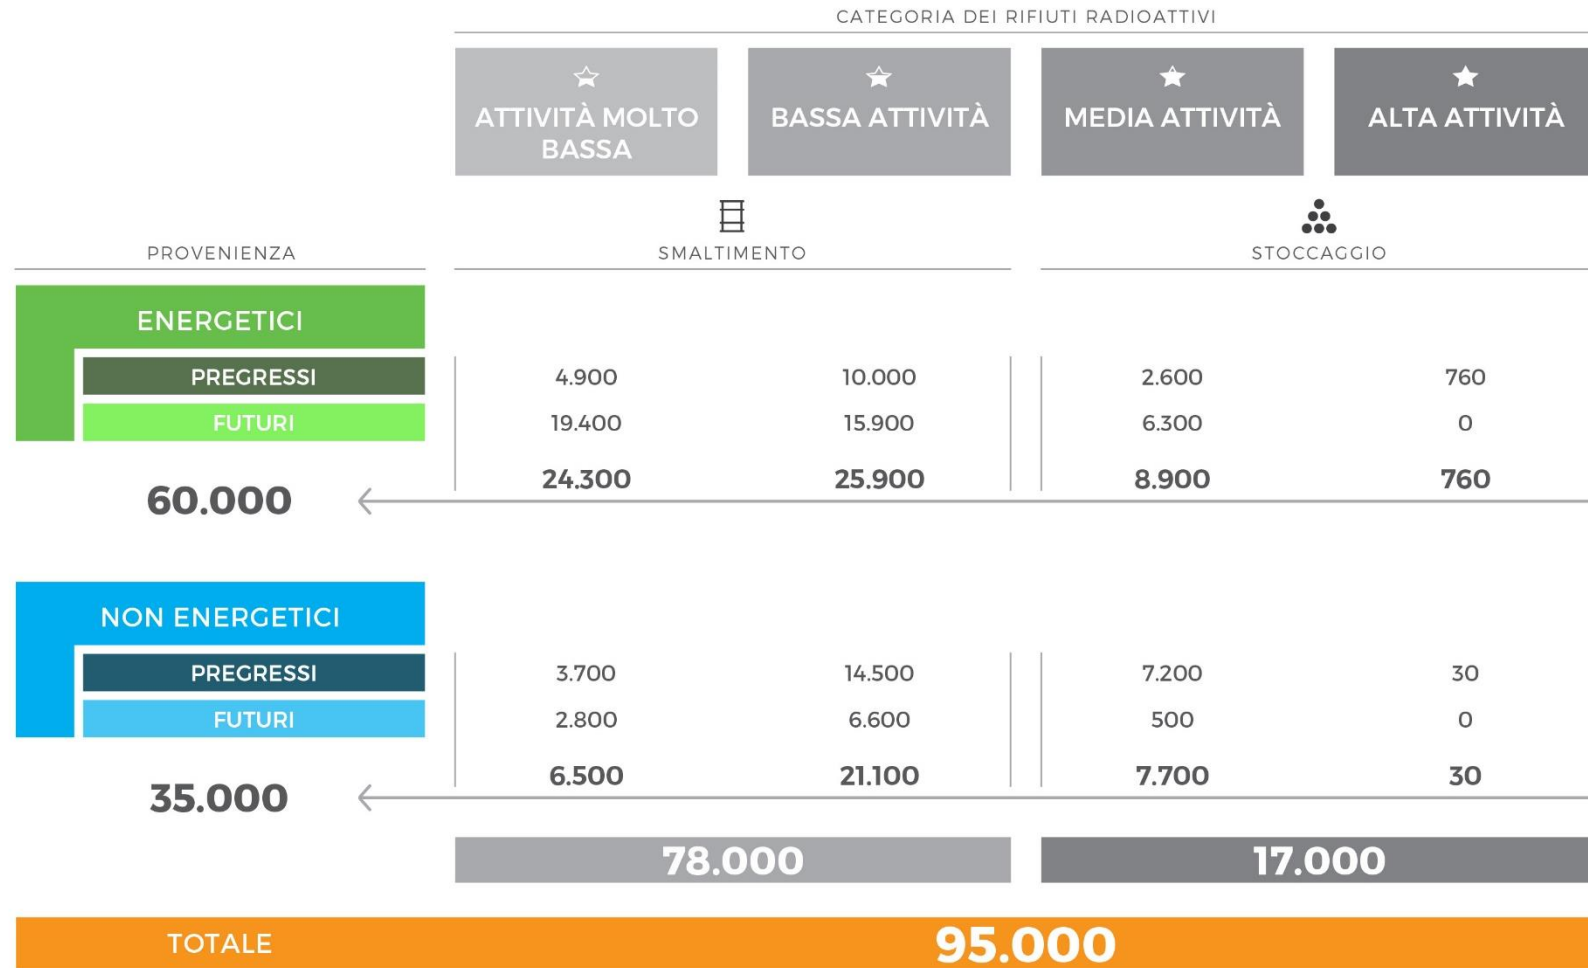 CATEGORIA DEI RIFIUTI RADIOATTIVI
ATTIVITÀ MOLTO BASSA
BASSA ATTIVITÀ
MEDIA ATTIVITÀ
ALTA ATTIVITÀ
PROVENIENZA
SMALTIMENTO
STOCCAGGIO
ENERGETICI
PREGRESSI 4.900 10.000 2.600 760
FUTURI 19.400 15.900 6.300 0
24.300 25.900 8.900 760
60.000
NON ENERGETICI
PREGRESSI 3.700 14.500 7.200 30
FUTURI 2.800 6.600 500 0
6.500 21.100 7.700 30
35.000
78.000 17.000
TOTALE 95.000